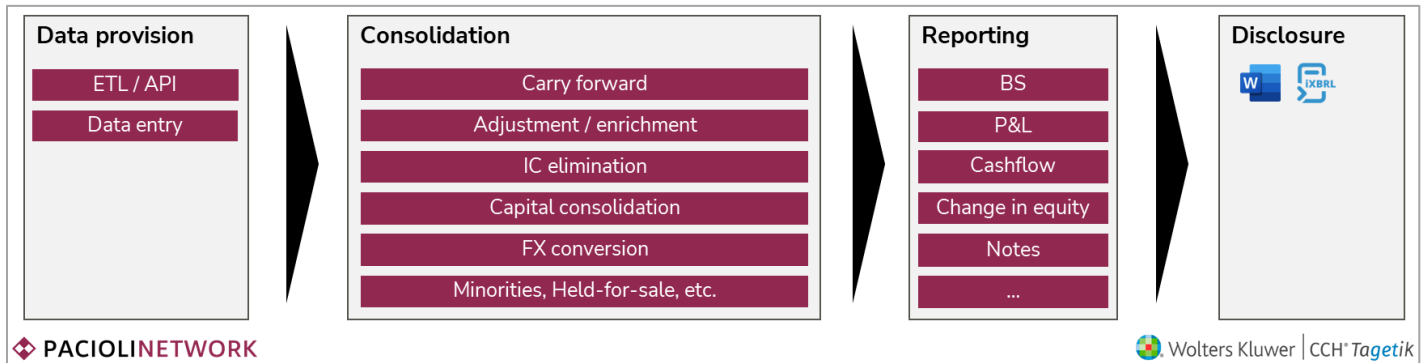 Data provision
ETL / API
Data entry
Consolidation
Carry forward
Adjustment / enrichment
IC elimination
Capital consolidation
FX conversion
Minorities, Held-for-sale, etc.
Reporting
BS
P&L
Cashflow
Change in equity
Notes
...
Disclosure
W
iXBRL
PACIOLINETWORK
Wolters Kluwer | CCH® Tagetik